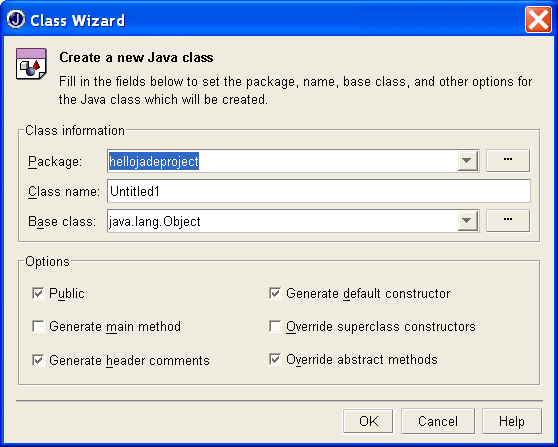 Class Wizard
Create a new Java class
Fill in the fields below to set the package, name, base class, and other options for
the Java class which will be created.
Class information
Package: hellojadeproject ...
Class name: Untitled1
Base class: java.lang.Object ...
Options
Public Generate default constructor
Generate main method Override superclass constructors
Generate header comments Override abstract methods
OK Cancel Help